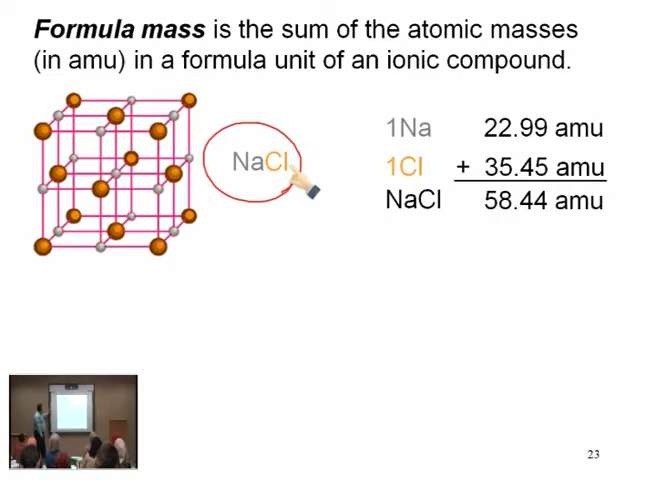 Formula mass is the sum of the atomic masses
(in amu) in a formula unit of an ionic compound.
NaCl
1Na 22.99 amu
1Cl + 35.45 amu
NaCl 58.44 amu
23